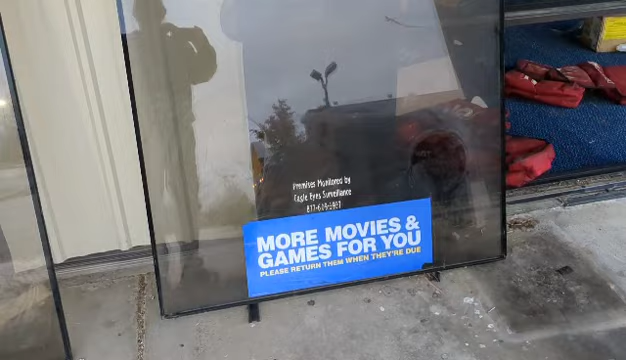 Premises Monitored by
Eagle Eyes Surveillance
MORE MOVIES &
GAMES FOR YOU
PLEASE RETURN THEM WHEN THEY'RE DUE